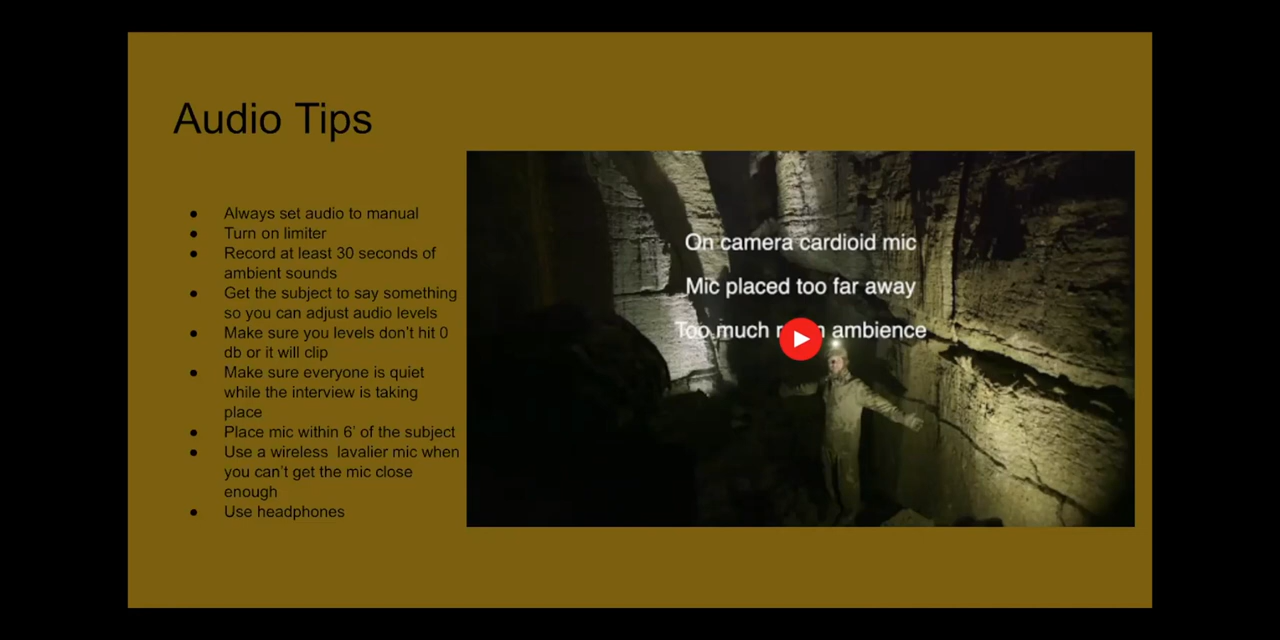 Audio Tips
● Always set audio to manual
● Turn on limiter
● Record at least 30 seconds of
ambient sounds
● Get the subject to say something
so you can adjust audio levels
● Make sure you levels don't hit 0
db or it will clip
● Make sure everyone is quiet
while the interview is taking
place
● Place mic within 6' of the subject
● Use a wireless lavalier mic when
you can't get the mic close
enough
● Use headphones
On camera cardioid mic
Mic placed too far away
Too much ambience